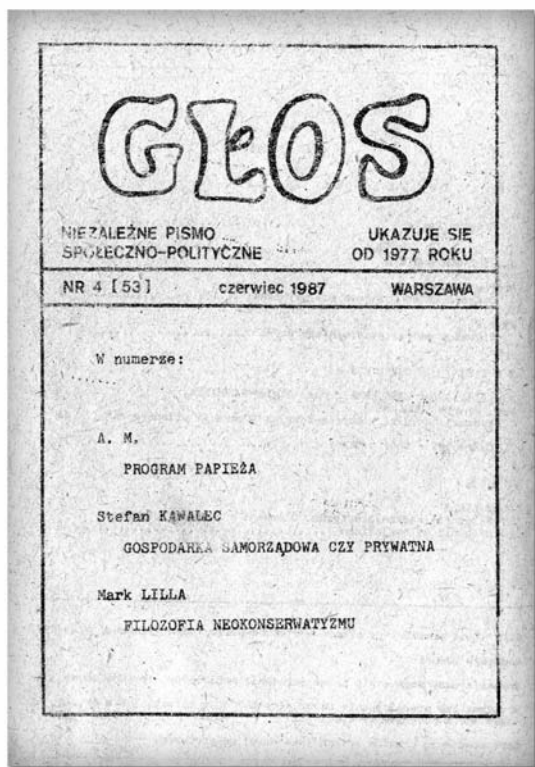 GŁOS
NIEZALEŻNE PISMO
SPOŁECZNO-POLITYCZNE
UKAZUJE SIĘ
OD 1977 ROKU
NR 4 [53] czerwiec 1987 WARSZAWA
W numerze:
A. M.
PROGRAM PAPIEŻA
Stefan KAWALEC
GOSPODARKA SAMORZĄDOWA CZY PRYWATNA
Mark LILLA
FILOZOFIA NEOKONSERWATYZMU